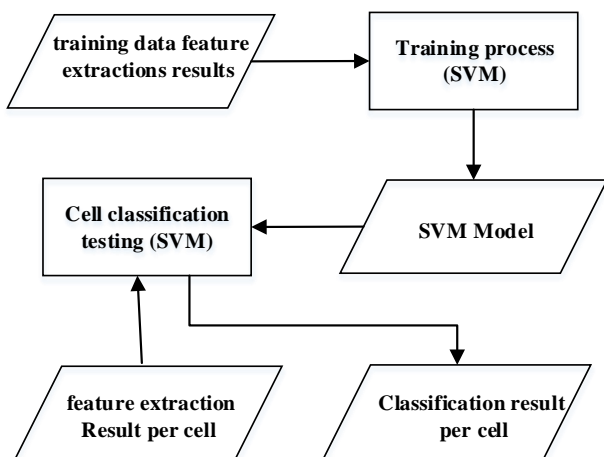 training data feature
extractions results
Training process
(SVM)
Cell classification
testing (SVM)
SVM Model
feature extraction
Result per cell
Classification result
per cell